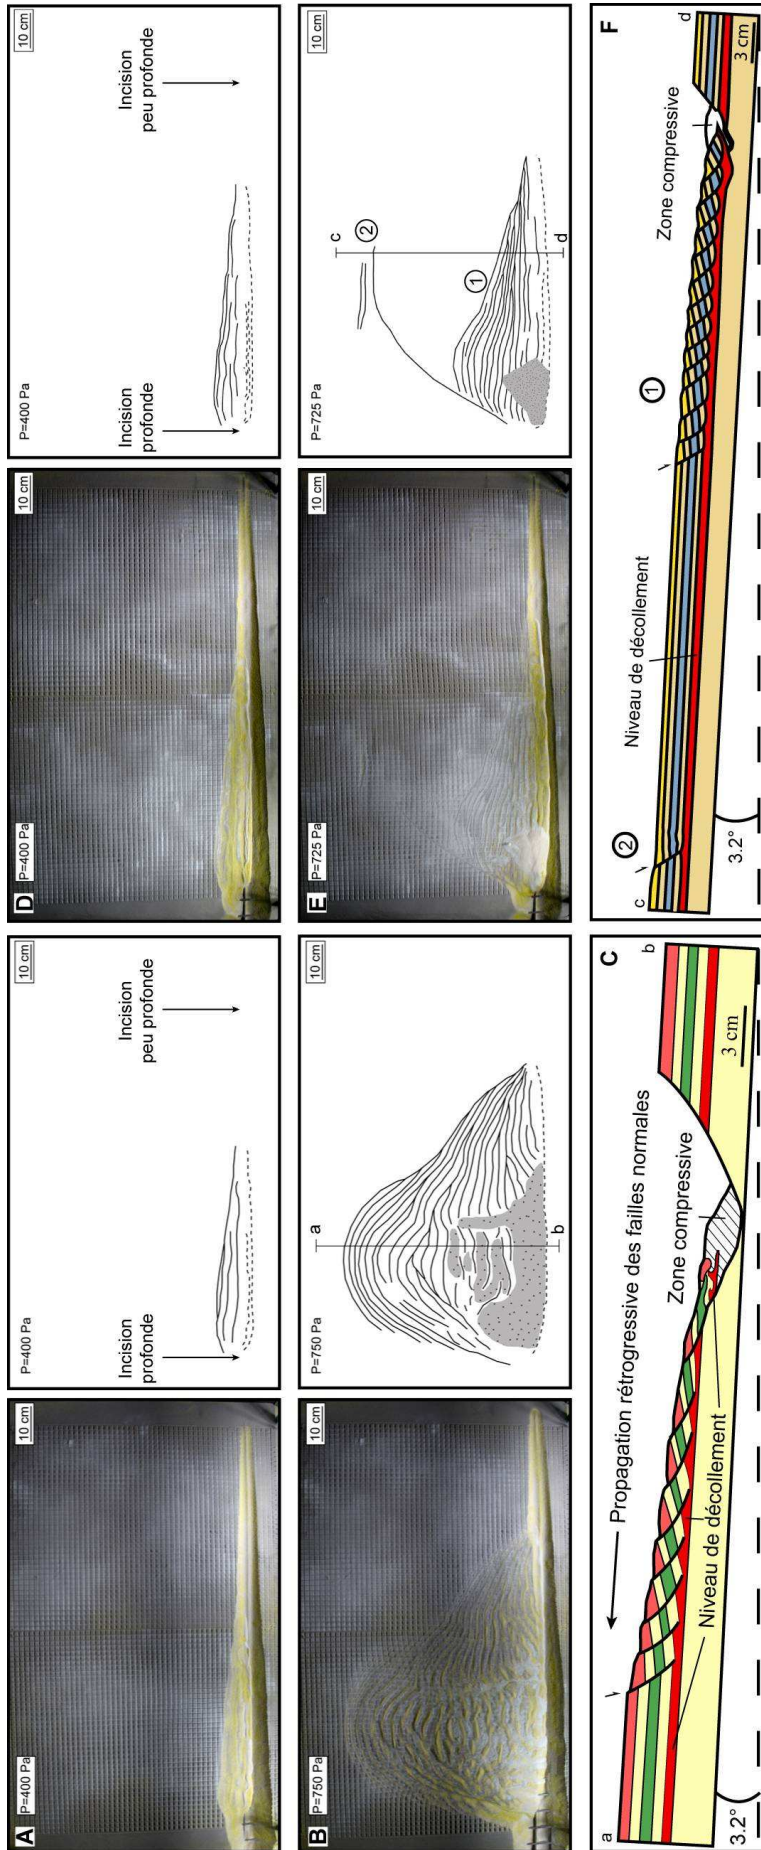 A
P=400 Pa
10 cm
P=400 Pa
10 cm
Incision
profonde
Incision
peu profonde
D
P=400 Pa
10 cm
P=400 Pa
10 cm
Incision
profonde
Incision
peu profonde
B
P=750 Pa
10 cm
P=750 Pa
10 cm
a
b
E
P=725 Pa
10 cm
P=725 Pa
10 cm
c
2
1
d
C
a
Propagation rétrogressive des failles normales
Zone compressive
Niveau de décollement
3.2°
3 cm
b
F
c
2
1
Niveau de décollement
Zone compressive
3.2°
3 cm
d